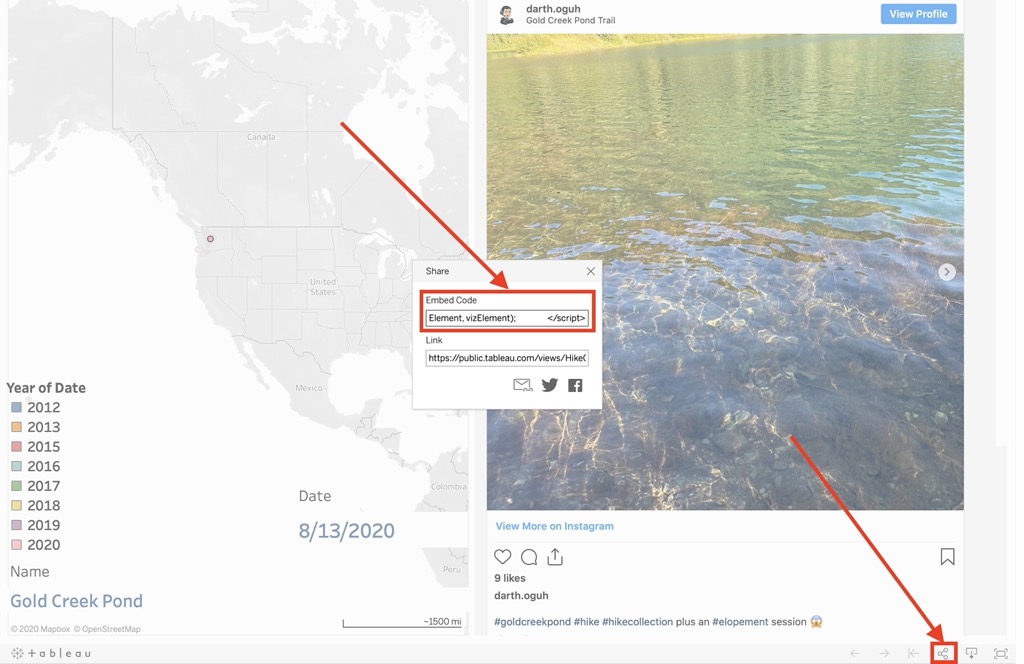 darth.oguh
Gold Creek Pond Trail
View Profile
Canada
United
States
Mexico
Colombia
Peru
Share
Embed Code
Element, vizElement); </script>
Link
https://public.tableau.com/views/Hike
Year of Date
2012
2013
2015
2016
2017
2018
2019
2020
Name
Gold Creek Pond
Date
8/13/2020
© 2020 Mapbox © OpenStreetMap
~1500 mi
View More on Instagram
9 likes
darth.oguh
#goldcreekpond #hike #hikecollection plus an #elopement session 😱
+ a b | e a u